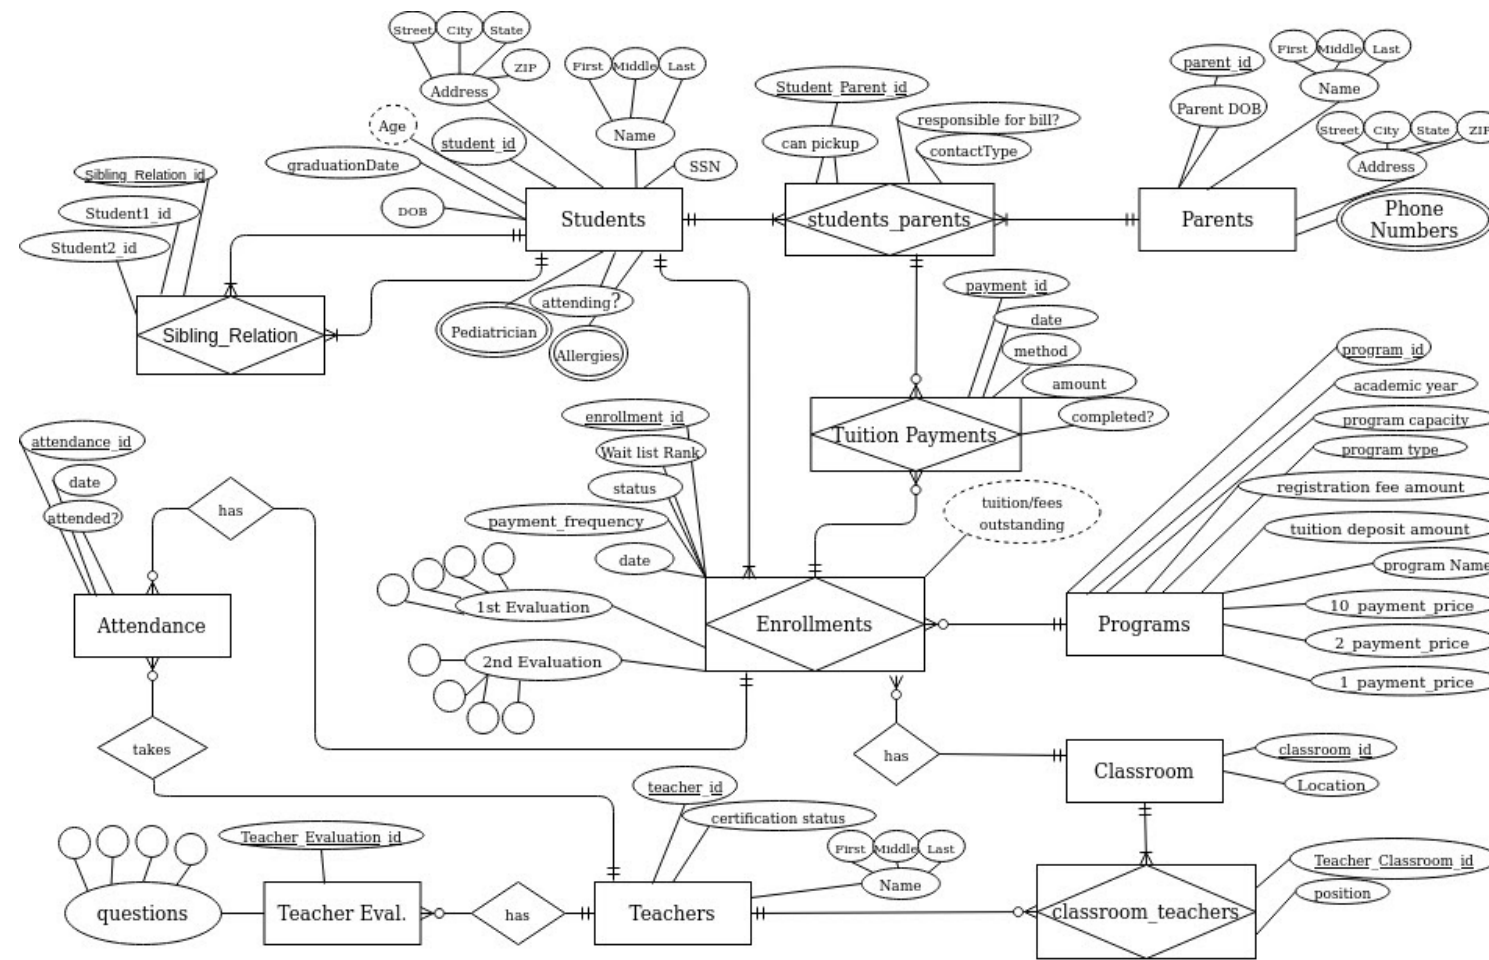 Street
City
State
ZIP
Address
First
Middle
Last
Name
Age
student_id
graduationDate
SSN
DOB
Students
Student_Parent_id
can pickup
responsible for bill?
contactType
students_parents
parent_id
Parent DOB
First
Middle
Last
Name
Street
City
State
ZIP
Address
Phone
Numbers
Parents
Sibling_Relation_id
Student1_id
Student2_id
Sibling_Relation
attending?
Pediatrician
Allergies
payment_id
date
method
amount
completed?
Tuition Payments
program_id
academic year
program capacity
program type
registration fee amount
tuition deposit amount
program Name
10_payment_price
2_payment_price
1_payment_price
Programs
enrollment_id
Wait list Rank
status
payment_frequency
date
1st Evaluation
2nd Evaluation
tuition/fees
outstanding
Enrollments
attendance_id
date
attended?
has
Attendance
takes
has
Classroom
classroom_id
Location
teacher_id
certification status
First
Middle
Last
Name
Teachers
Teacher_Evaluation_id
questions
Teacher Eval.
has
classroom_teachers
Teacher_Classroom_id
position